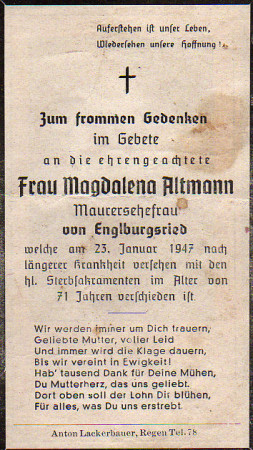 Auferstehen ist unser Leben,
Wiedersehen unsere Hoffnung!
Zum frommen Gedenken
im Gebete
an die ehrengeachtete
Frau Magdalena Altmann
Maurersehefrau
von Englburgsried
welche am 23. Januar 1947 nach
längerer Krankheit versehen mit den
hl. Sterbsakramenten im Alter von
71 Jahren verschieden ist.
Wir werden immer um Dich trauern,
Geliebte Mutter, voller Leid
Und immer wird die Klage dauern,
Bis wir vereint in Ewigkeit!
Hab' tausend Dank für Deine Mühen,
Du Mutterherz, das uns geliebt.
Dort oben soll der Lohn Dir blühen,
Für alles, was Du uns erstrebt.
Anton Lackerbauer, Regen Tel. 78